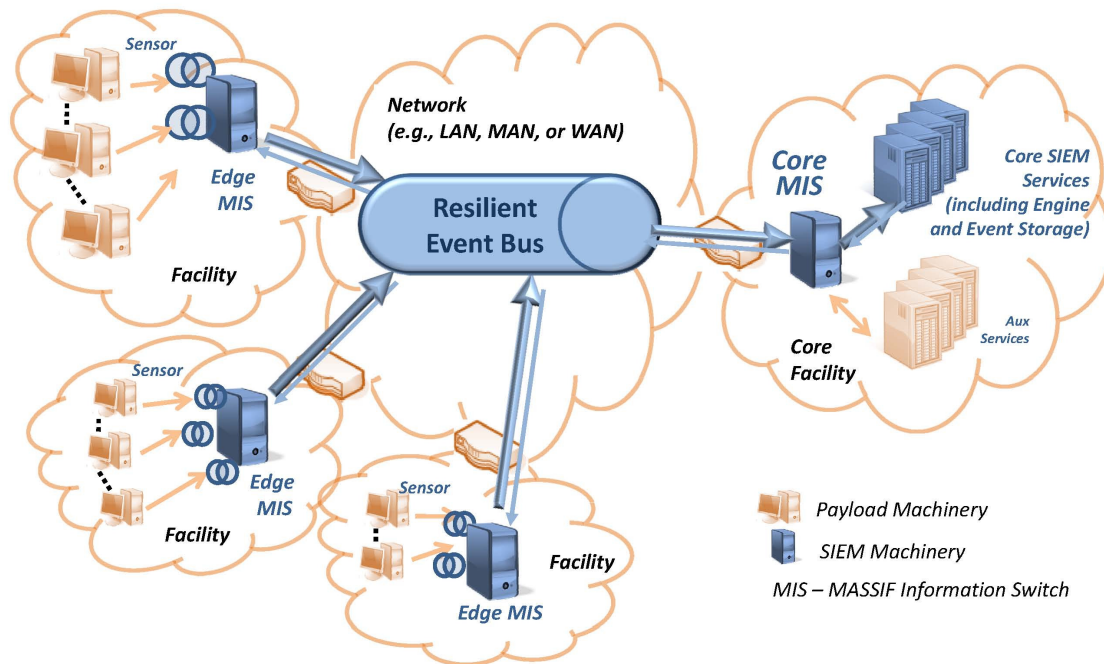 Sensor
Edge
MIS
Facility
Network
(e.g., LAN, MAN, or WAN)
Resilient
Event Bus
Core
MIS
Core SIEM
Services
(including Engine
and Event Storage)
Aux
Services
Core
Facility
Sensor
Edge
MIS
Facility
Sensor
Facility
Edge MIS
Payload Machinery
SIEM Machinery
MIS – MASSIF Information Switch